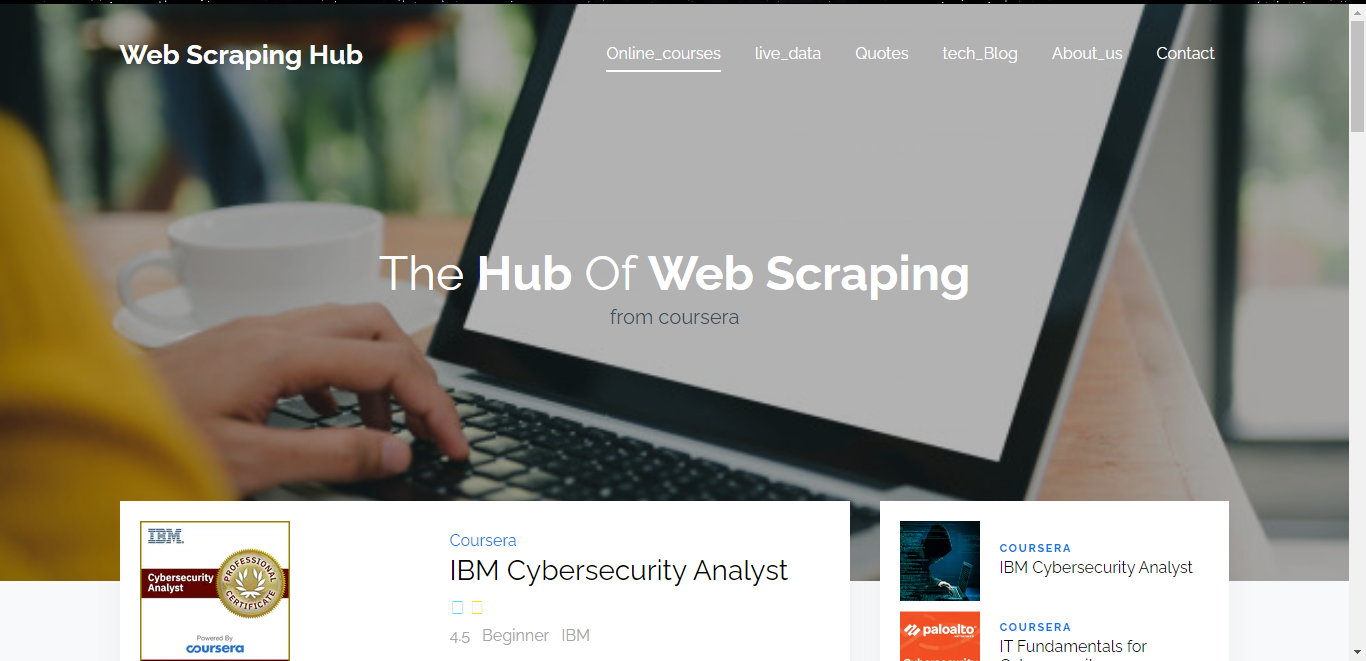 Web Scraping Hub
Online_courses live_data Quotes tech_Blog About_us Contact
The Hub Of Web Scraping
from coursera
IBM.
Cybersecurity
Analyst
PROFESSIONAL
CERTIFICATE
Powered By
coursera
Coursera
IBM Cybersecurity Analyst
4.5 Beginner IBM
COURSERA
IBM Cybersecurity Analyst
paloalto
COURSERA
IT Fundamentals for